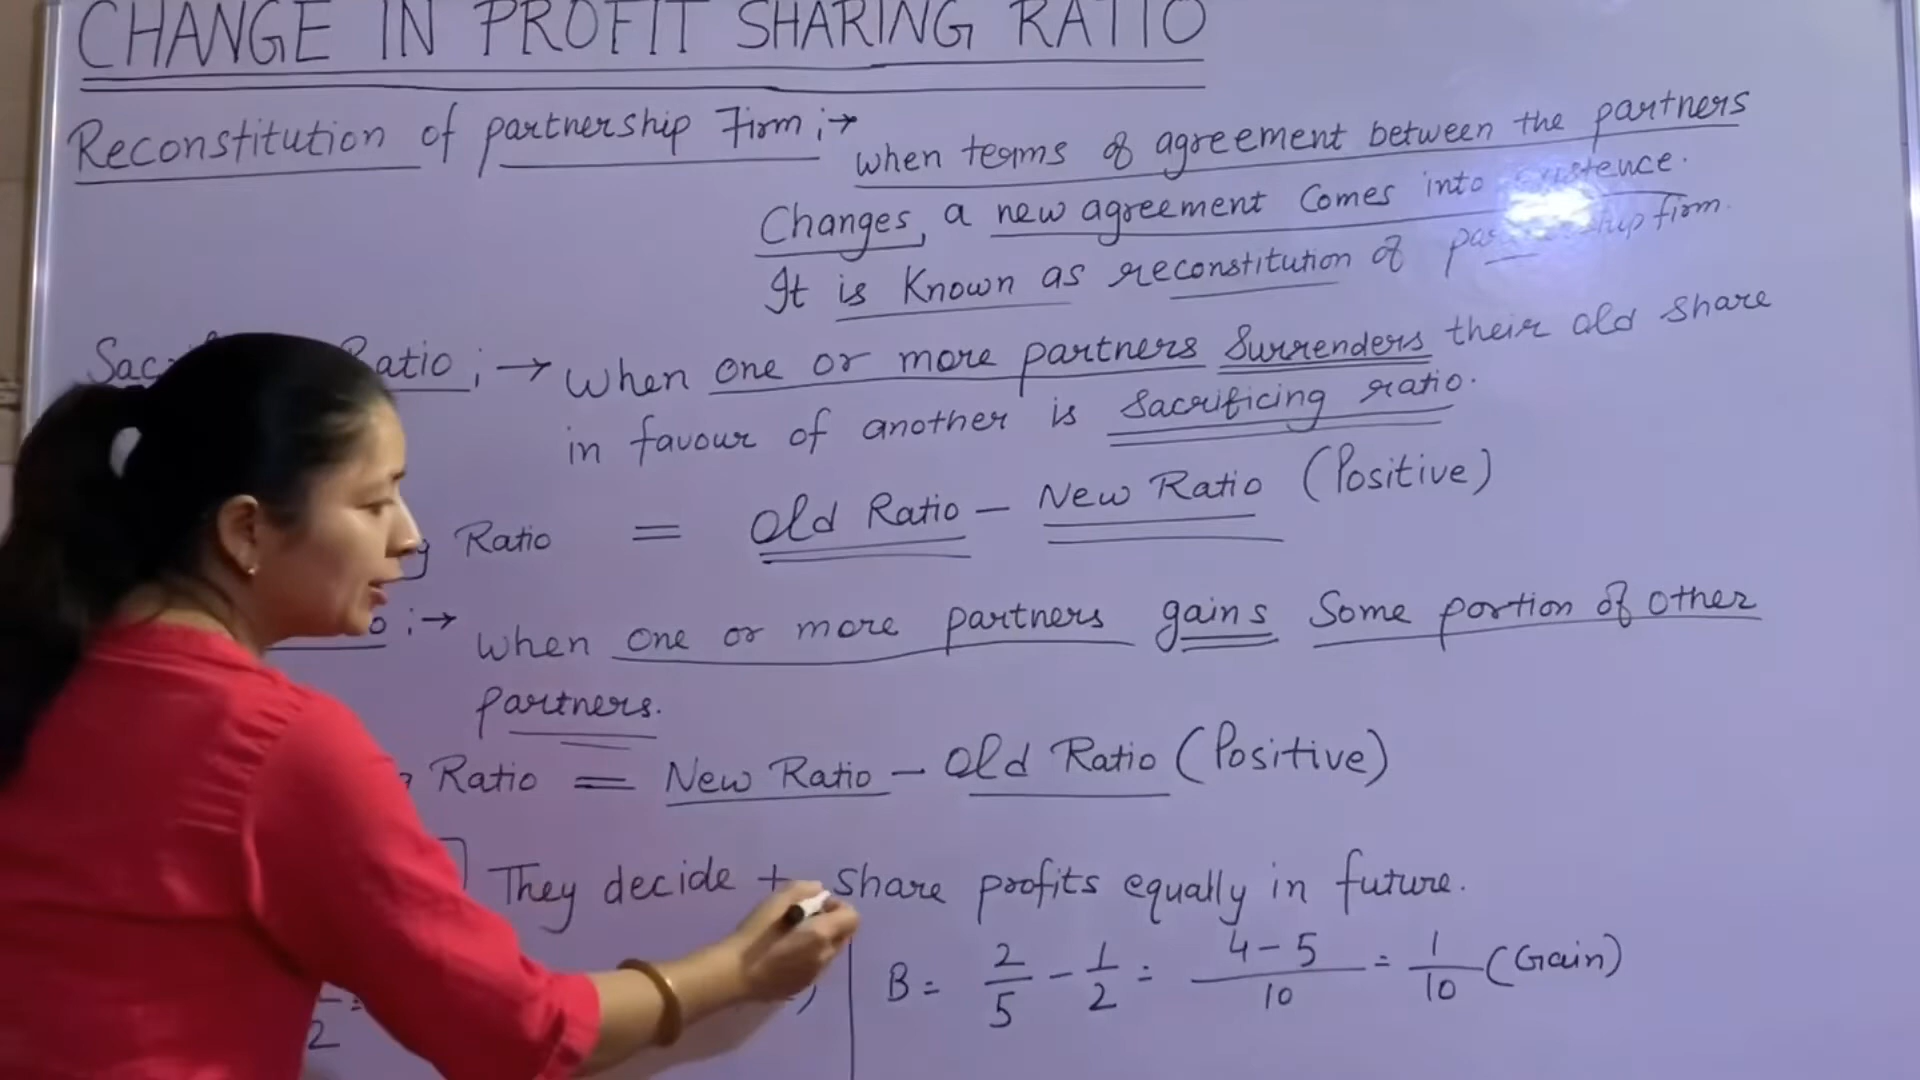 CHANGE IN PROFIT SHARING RATIO
Reconstitution of partnership Firm :→
when terms of agreement between the partners
Changes, a new agreement Comes into
It is Known as reconstitution of firm.
Ratio :→ When one or more partners Surrenders their old share
in favour of another is Sacrificing ratio.
Ratio = Old Ratio - New Ratio (Positive)
:→ When one or more partners gains Some portion of other
partners.
Ratio = New Ratio - Old Ratio (Positive)
They decide share profits equally in future.
B = 2/5 - 1/2 = 4-5/10 = 1/10 (Gain)
2